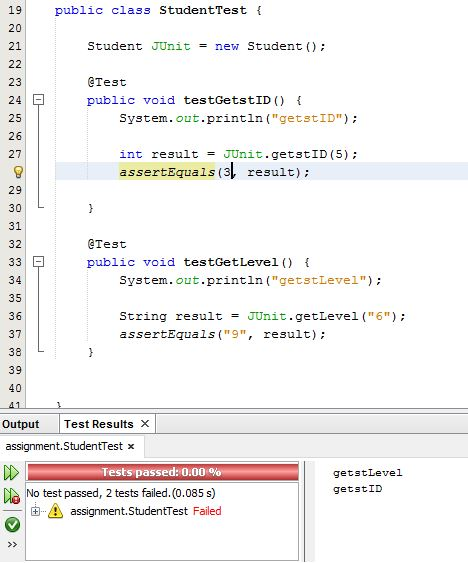 19 public class StudentTest {
20
21 Student JUnit = new Student();
22
23 @Test
24 public void testGetstID() {
25 System.out.println("getstID");
26
27 int result = JUnit.getstID(5);
assertEquals(3, result);
29
30 }
31
32 @Test
33 public void testGetLevel() {
34 System.out.println("getstLevel");
35
36 String result = JUnit.getLevel("6");
37 assertEquals("9", result);
38 }
39
40
41 }
Output Test Results ×
assignment.StudentTest ×
Tests passed: 0.00 %
No test passed, 2 tests failed.(0.085 s)
assignment.StudentTest Failed
>>
getstLevel
getstID